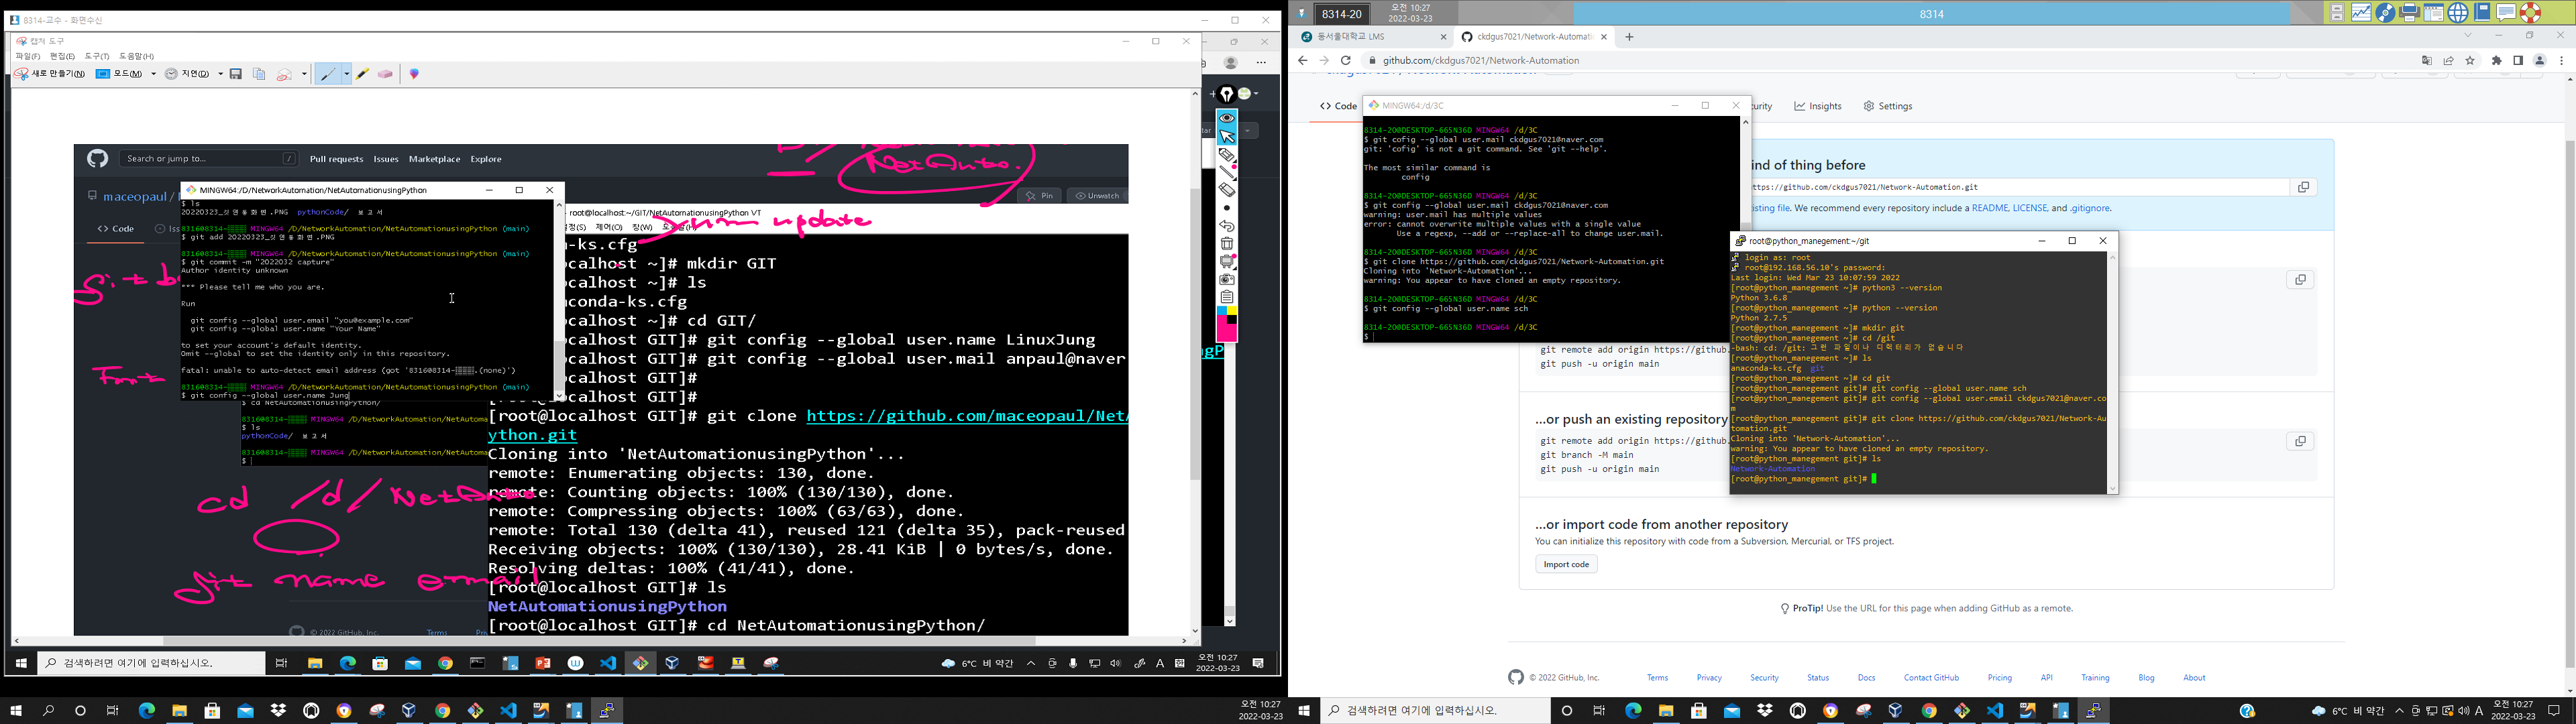 8314-교수 - 화면수신
캡처 도구
파일(F) 편집(E) 도구(T) 도움말(H)
새로 만들기(N) 모드(M) 지연(D)
Search or jump to... /
Pull requests Issues Marketplace Explore
NetAuto.
maceopaul /
Pin Unwatch
<> Code
MINGW64:/D/NetworkAutomation/NetAutomationusingPython
$ ls
20220323_깃연동화면.PNG pythonCode/ 보고서
MINGW64 /D/NetworkAutomation/NetAutomationusingPython (main)
$ git add 20220323_깃연동화면.PNG
MINGW64 /D/NetworkAutomation/NetAutomationusingPython (main)
$ git commit -m "2022032 capture"
Author identity unknown
*** Please tell me who you are.
Run
git config --global user.email "you@example.com"
git config --global user.name "Your Name"
to set your account's default identity.
Omit --global to set the identity only in this repository.
MINGW64 /D/NetworkAutomation/NetAutomationusingPython (main)
$ git config --global user.name Jung
$ cd NetAutomationusingPython/
MINGW64 /D/NetworkAutomation/NetAutoma
$ ls
pythonCode/ 보고서
MINGW64 /D/NetworkAutomation/NetAutoma
$
root@localhost:~/GIT/NetAutomationusingPython VT
제어(O) 창(W)
update
-ks.cfg
calhost ~]# mkdir GIT
calhost ~]# ls
conda-ks.cfg
calhost ~]# cd GIT/
calhost GIT]# git config --global user.name LinuxJung
calhost GIT]# git config --global user.mail anpaul@naver
calhost GIT]#
calhost GIT]#
[root@localhost GIT]# git clone https://github.com/maceopaul/NetA
ython.git
Cloning into 'NetAutomationusingPython'...
remote: Enumerating objects: 130, done.
remote: Counting objects: 100% (130/130), done.
remote: Compressing objects: 100% (63/63), done.
remote: Total 130 (delta 41), reused 121 (delta 35), pack-reused
Receiving objects: 100% (130/130), 28.41 KiB | 0 bytes/s, done.
Resolving deltas: 100% (41/41), done.
[root@localhost GIT]# ls
NetAutomationusingPython
[root@localhost GIT]# cd NetAutomationusingPython/
cd /d/NetAuto
git name email
© 2022 GitHub, Inc. Terms
검색하려면 여기에 입력하십시오.
6°C 비 약간
오전 10:27
2022-03-23
오전 10:27
2022-03-23
8314-20
오전 10:27
2022-03-23
8314
동서울대학교 LMS
ckdgus7021/Network-Automati
github.com/ckdgus7021/Network-Automation
<> Code
curity Insights Settings
MINGW64:/d/3C
8314-20@DESKTOP-665N36D MINGW64 /d/3C
$ git cofig --global user.mail ckdgus7021@naver.com
git: 'cofig' is not a git command. See 'git --help'.
The most similar command is
config
8314-20@DESKTOP-665N36D MINGW64 /d/3C
$ git config --global user.mail ckdgus7021@naver.com
warning: user.mail has multiple values
error: cannot overwrite multiple values with a single value
Use a regexp, --add or --replace-all to change user.mail.
8314-20@DESKTOP-665N36D MINGW64 /d/3C
$ git clone https://github.com/ckdgus7021/Network-Automation.git
Cloning into 'Network-Automation'...
warning: You appear to have cloned an empty repository.
8314-20@DESKTOP-665N36D MINGW64 /d/3C
$ git config --global user.name sch
8314-20@DESKTOP-665N36D MINGW64 /d/3C
$
ind of thing before
ttps://github.com/ckdgus7021/Network-Automation.git
isting file. We recommend every repository include a README, LICENSE, and .gitignore.
root@python_manegement:~/git
login as: root
root@192.168.56.10's password:
Last login: Wed Mar 23 10:07:59 2022
[root@python_manegement ~]# python3 --version
Python 3.6.8
[root@python_manegement ~]# python --version
Python 2.7.5
[root@python_manegement ~]# mkdir git
[root@python_manegement ~]# cd /git
-bash: cd: /git: 그런 파일이나 디렉터리가 없습니다
[root@python_manegement ~]# ls
anaconda-ks.cfg git
[root@python_manegement ~]# cd git
[root@python_manegement git]# git config --global user.name sch
[root@python_manegement git]# git config --global user.email ckdgus7021@naver.co
m
[root@python_manegement git]# git clone https://github.com/ckdgus7021/Network-Au
tomation.git
Cloning into 'Network-Automation'...
warning: You appear to have cloned an empty repository.
[root@python_manegement git]# ls
Network-Automation
[root@python_manegement git]#
git remote add origin https://github.
git push -u origin main
...or push an existing repository
git remote add origin https://github.
git branch -M main
git push -u origin main
...or import code from another repository
You can initialize this repository with code from a Subversion, Mercurial, or TFS project.
Import code
ProTip! Use the URL for this page when adding GitHub as a remote.
© 2022 GitHub, Inc. Terms Privacy Security Status Docs Contact GitHub Pricing API Training Blog About
검색하려면 여기에 입력하십시오.
6°C 비 약간
오전 10:27
2022-03-23